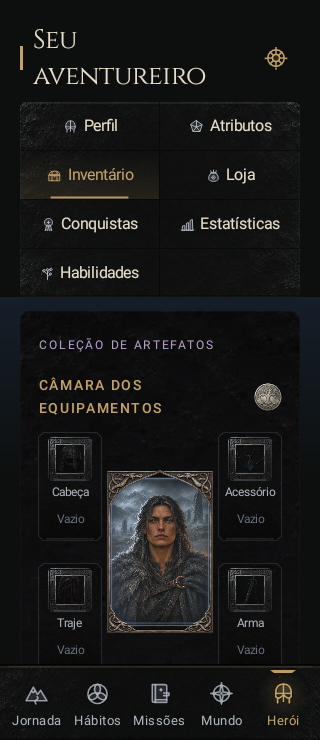 Seu
aventureiro
Perfil
Atributos
Inventário
Loja
Conquistas
Estatísticas
Habilidades
COLEÇÃO DE ARTEFATOS
CÂMARA DOS
EQUIPAMENTOS
Cabeça
Vazio
Acessório
Vazio
Traje
Vazio
Arma
Vazio
Jornada
Hábitos
Missões
Mundo
Herói